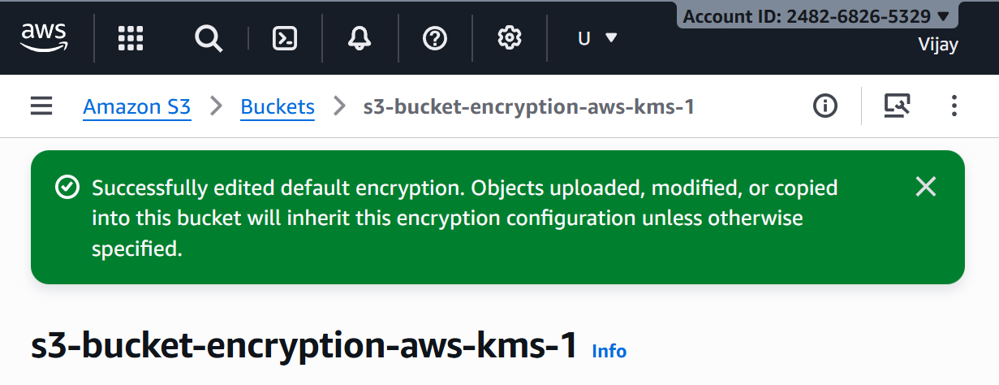 aws
Account ID: 2482-6826-5329
U
Vijay
Amazon S3 > Buckets > s3-bucket-encryption-aws-kms-1
Successfully edited default encryption. Objects uploaded, modified, or copied
into this bucket will inherit this encryption configuration unless otherwise
specified.
s3-bucket-encryption-aws-kms-1 Info